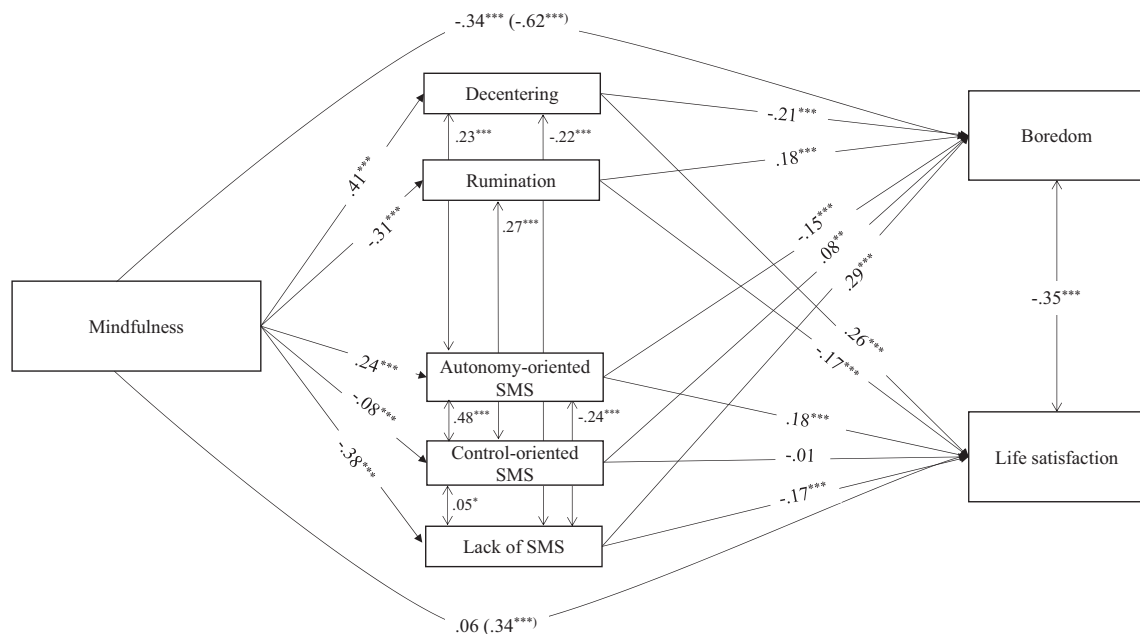 -.34*** (-.62***)
Decentering
-.21***
Boredom
.23***
-.22***
.18***
.41***
Rumination
-.31***
.27***
-.15***
.08**
.29***
-.35***
Mindfulness
.26***
-.17***
.24***
Autonomy-oriented
SMS
-.08***
.48***
-.24***
.18***
-.38***
Control-oriented
SMS
-.01
Life satisfaction
.05*
-.17***
Lack of SMS
.06 (.34***)